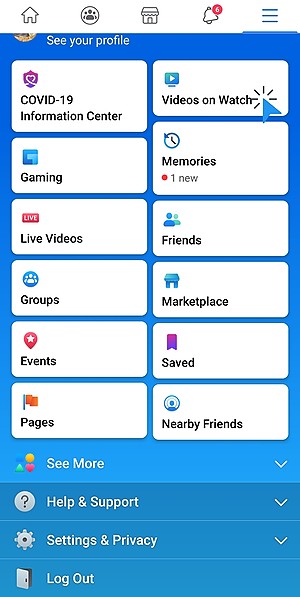 6
See your profile
COVID-19
Information Center
Videos on Watch
Gaming
Memories
1 new
LIVE
Live Videos
Friends
Groups
Marketplace
Events
Saved
Pages
Nearby Friends
See More
?
Help & Support
Settings & Privacy
Log Out